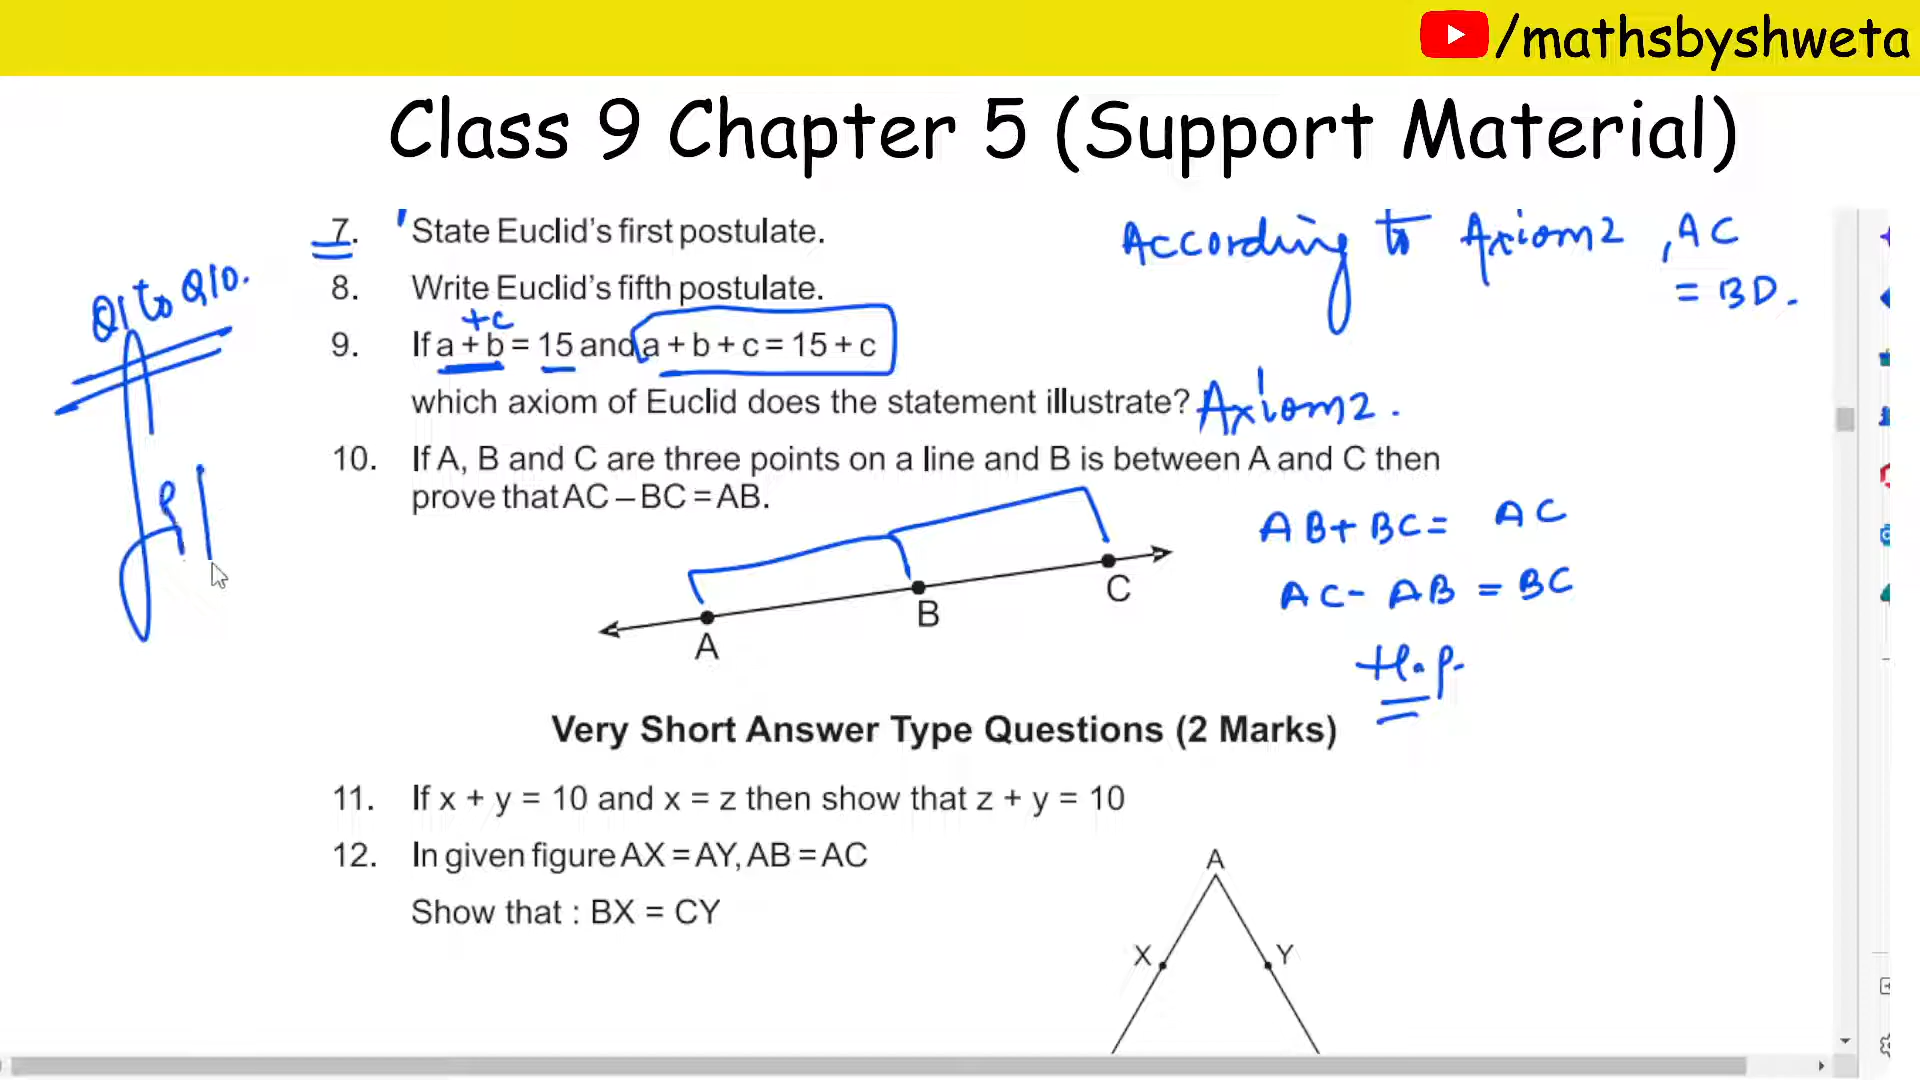 /mathsbyshweta
Class 9 Chapter 5 (Support Material)
7. State Euclid's first postulate.
According to Axiom 2, AC
= BD.
8. Write Euclid's fifth postulate.
Q1 to Q10.
+c
9. If a + b = 15 and a + b + c = 15 + c
which axiom of Euclid does the statement illustrate? Axiom 2.
10. If A, B and C are three points on a line and B is between A and C then
prove that AC – BC = AB.
AB + BC = AC
AC - AB = BC
H.p.
A B C
Very Short Answer Type Questions (2 Marks)
11. If x + y = 10 and x = z then show that z + y = 10
12. In given figure AX = AY, AB = AC
Show that : BX = CY
A
X Y